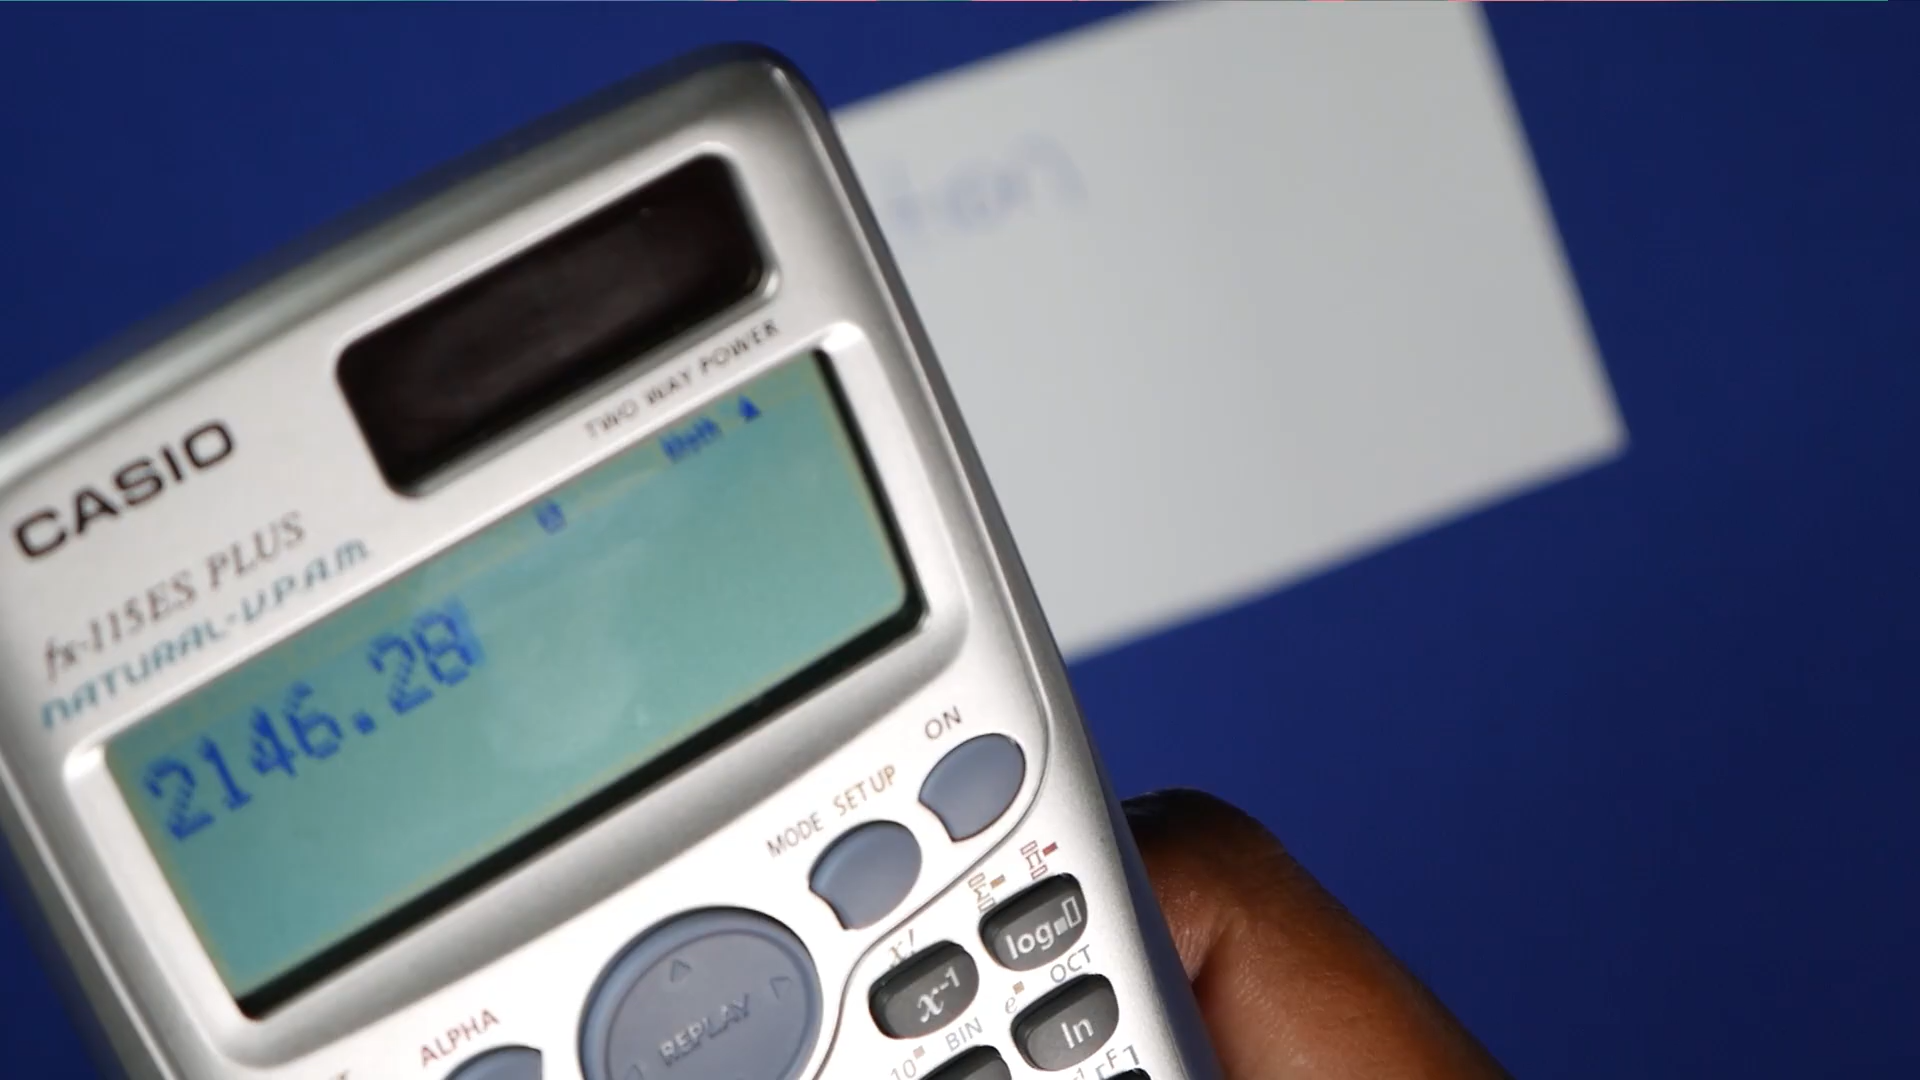 TWO WAY POWER
CASIO
fx-115ES PLUS
NATURAL-V.P.A.M.
Math ▲
D
2146.28
ON
MODE SETUP
ALPHA
REPLAY
x!
x⁻¹
log
OCT
BIN
ln